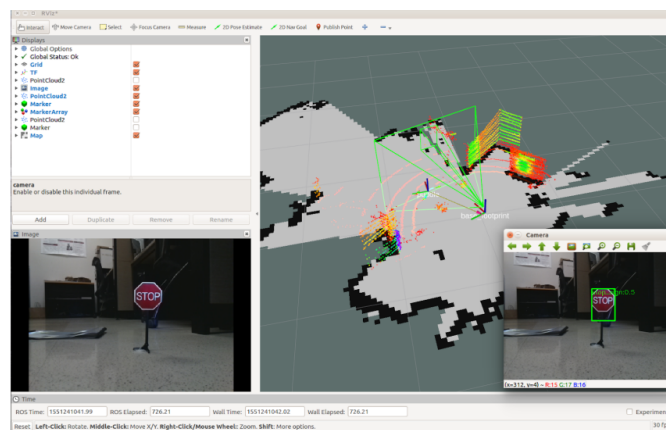 RViz*
Interact Move Camera Select Focus Camera Measure 2D Pose Estimate 2D Nav Goal Publish Point
Displays
Global Options
Global Status: Ok
Grid
TF
PointCloud2
Image
PointCloud2
Marker
MarkerArray
PointCloud2
Marker
Map
camera
Enable or disable this individual frame.
Add Duplicate Remove Rename
Image
STOP
Camera
STOP
(x=312, y=4) ~ R:15 G:17 B:16
Time
ROS Time: 1551241041.99 ROS Elapsed: 726.21 Wall Time: 1551241042.02 Wall Elapsed: 726.21 Experimen
Reset Left-Click: Rotate. Middle-Click: Move X/Y. Right-Click/Mouse Wheel: Zoom. Shift: More options. 30 fp